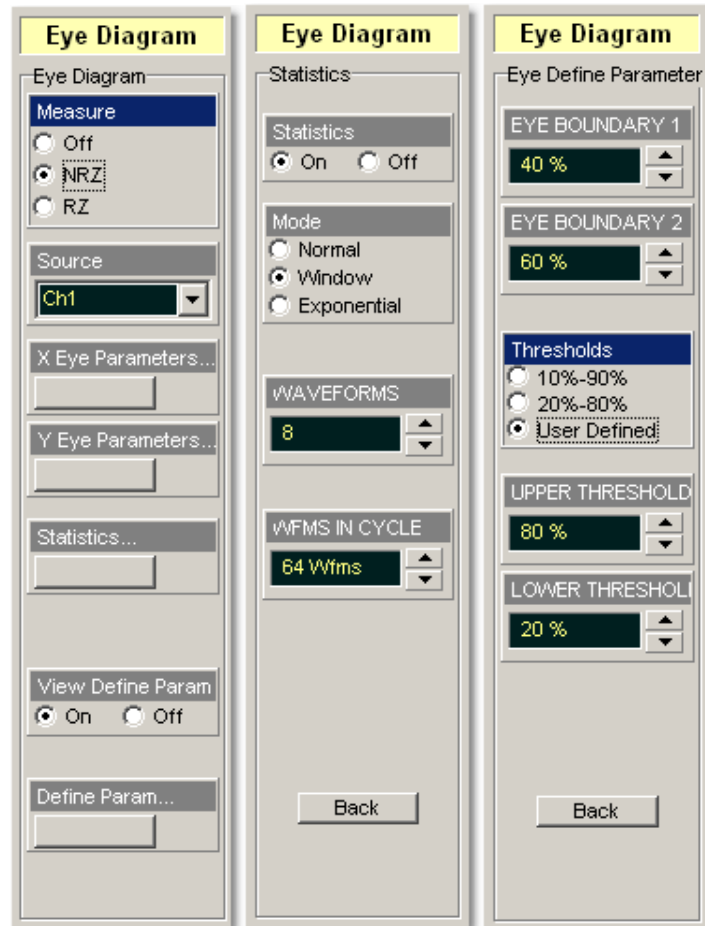 Eye Diagram
Eye Diagram
Measure
Off
NRZ
RZ
Source
Ch1
X Eye Parameters...
Y Eye Parameters...
Statistics...
View Define Param
On Off
Define Param...
Eye Diagram
Statistics
Statistics
On Off
Mode
Normal
Window
Exponential
WAVEFORMS
8
WFMS IN CYCLE
64 Wfms
Back
Eye Diagram
Eye Define Parameter
EYE BOUNDARY 1
40 %
EYE BOUNDARY 2
60 %
Thresholds
10%-90%
20%-80%
User Defined
UPPER THRESHOLD
80 %
LOWER THRESHOL
20 %
Back